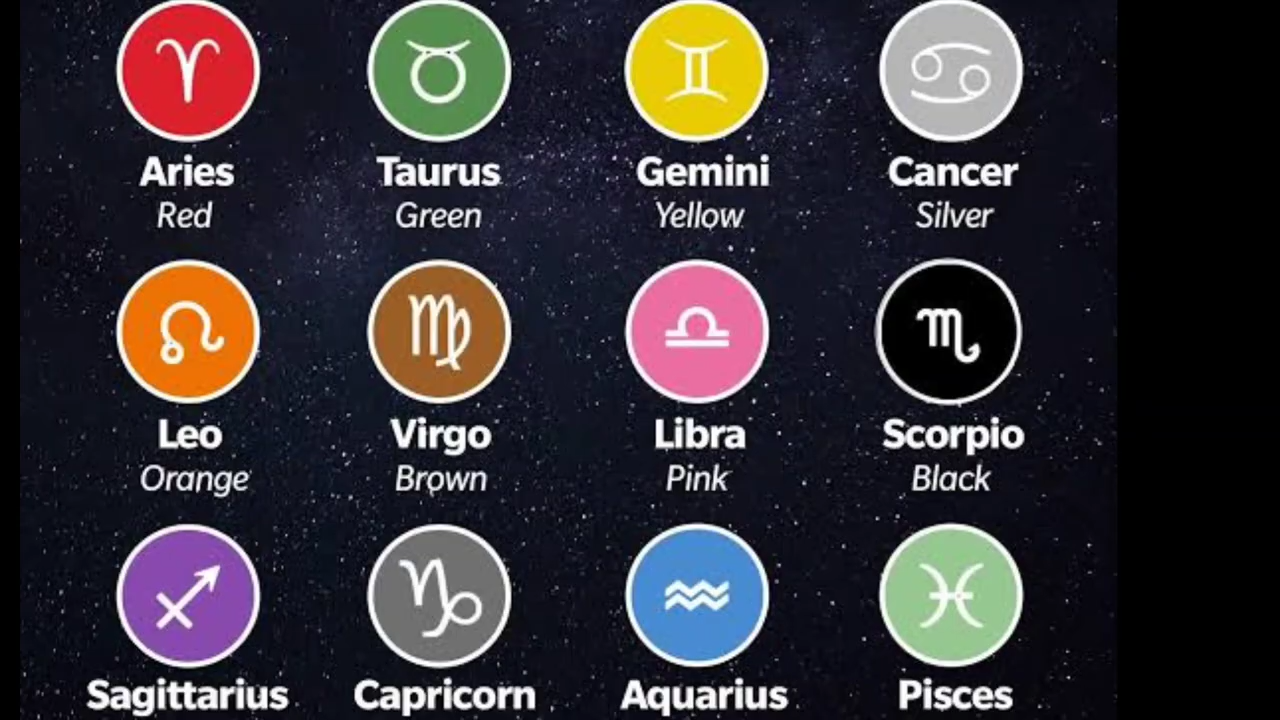 Aries Taurus Gemini Cancer
Red Green Yellow Silver
Leo Virgo Libra Scorpio
Orange Brown Pink Black
Sagittarius Capricorn Aquarius Pisces